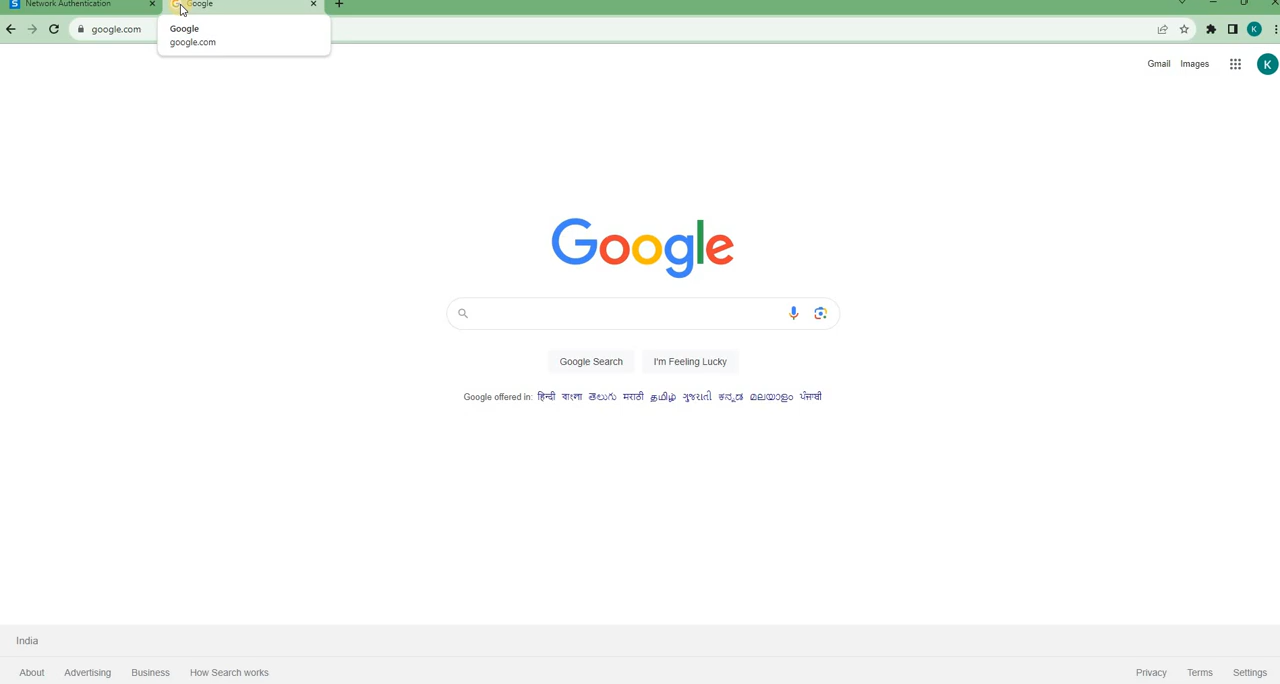 Network Authentication
Google
google.com
Google
google.com
K
Gmail Images
K
Google
Google Search I'm Feeling Lucky
Google offered in: हिन्दी বাংলা తెలుగు मराठी தமிழ் ગુજરાતી ಕನ್ನಡ മലയാളം ਪੰਜਾਬੀ
India
About Advertising Business How Search works
Privacy Terms Settings